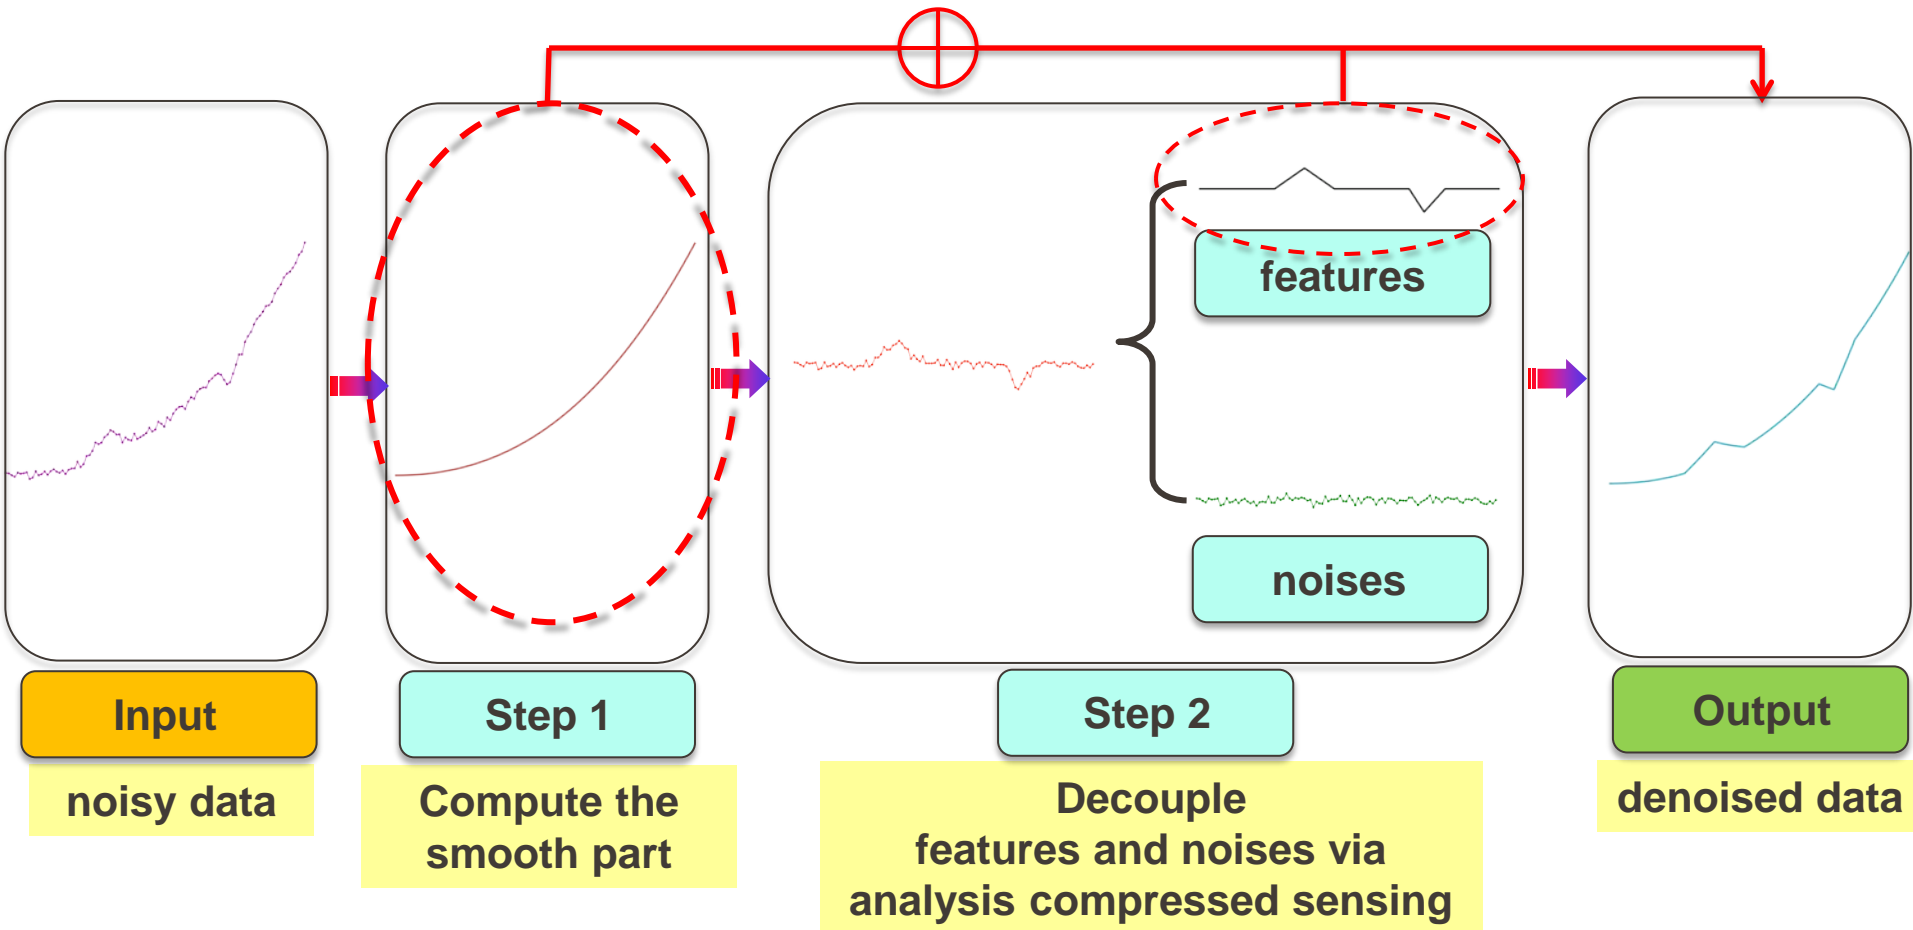 features
noises
Input
Step 1
Step 2
Output
noisy data
Compute the
smooth part
Decouple
features and noises via
analysis compressed sensing
denoised data